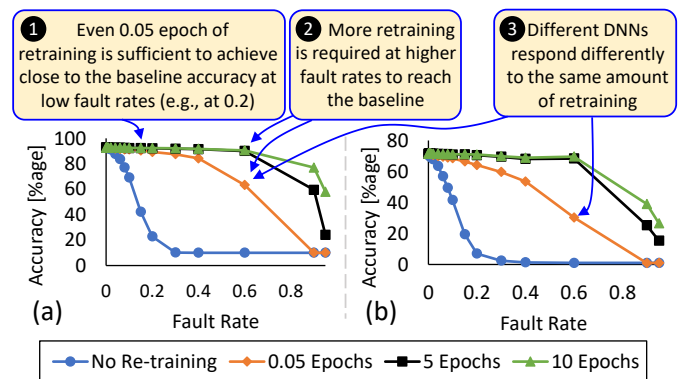 1 Even 0.05 epoch of
retraining is sufficient to achieve
close to the baseline accuracy at
low fault rates (e.g., at 0.2)
2 More retraining
is required at higher
fault rates to reach
the baseline
3 Different DNNs
respond differently
to the same amount
of retraining
Accuracy [%age]
100
80
60
40
20
0
0 0.2 0.4 0.6 0.8
(a)
Fault Rate
Accuracy [%age]
80
60
40
20
0
0 0.2 0.4 0.6 0.8
(b)
Fault Rate
No Re-training 0.05 Epochs 5 Epochs 10 Epochs